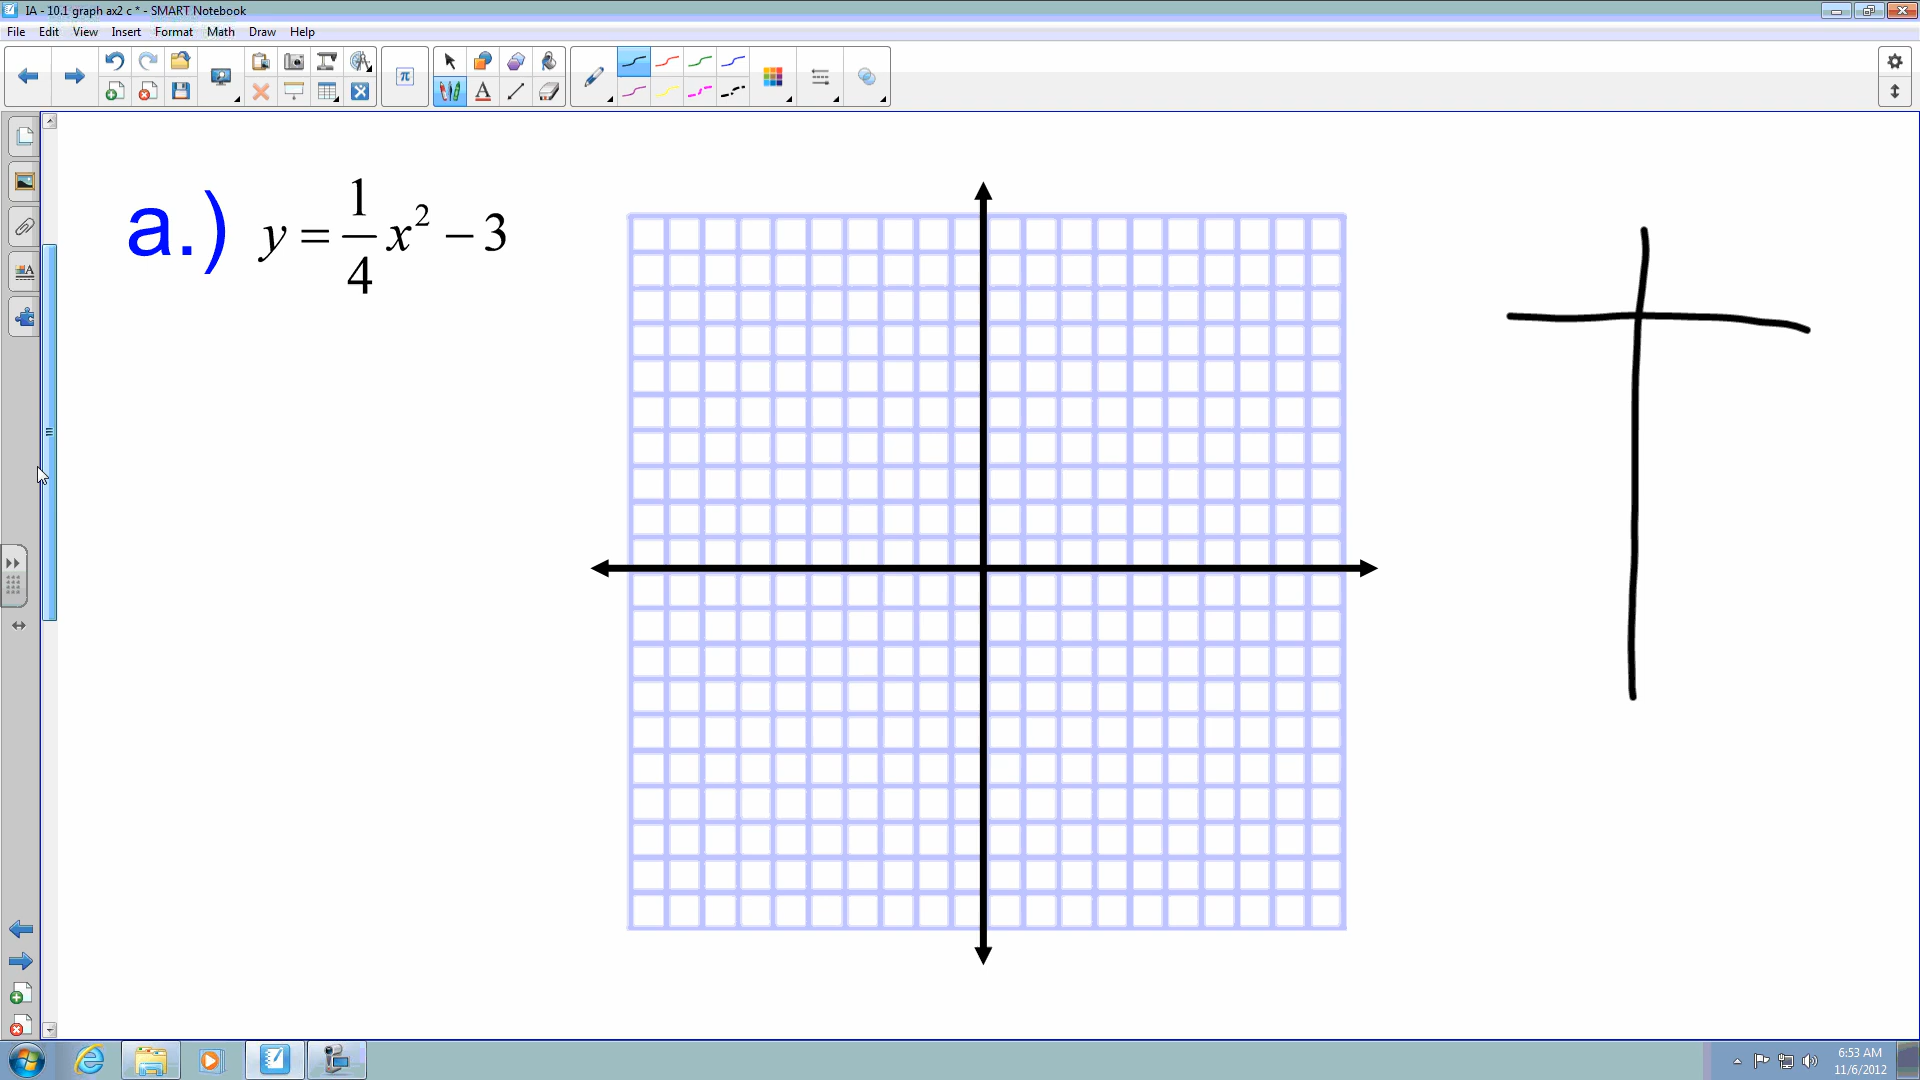 IA - 10.1 graph ax2 c * - SMART Notebook
File Edit View Insert Format Math Draw Help
a.) y = 1/4 x² − 3
6:53 AM
11/6/2012